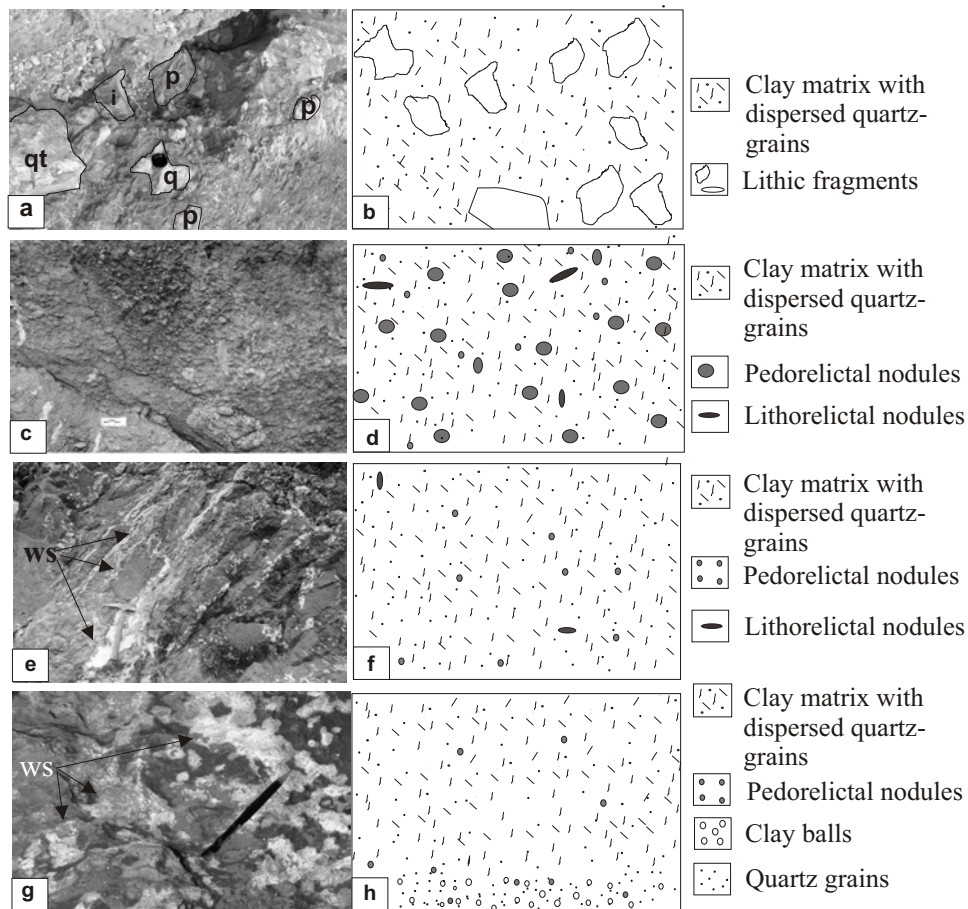 p
i
p
qt
q
p
a
b
Clay matrix with
dispersed quartz-
grains
Lithic fragments
c
d
Clay matrix with
dispersed quartz-
grains
Pedorelictal nodules
Lithorelictal nodules
ws
e
f
Clay matrix with
dispersed quartz-
grains
Pedorelictal nodules
Lithorelictal nodules
ws
g
h
Clay matrix with
dispersed quartz-
grains
Pedorelictal nodules
Clay balls
Quartz grains